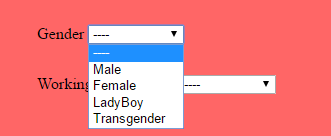 Gender ----
----
Male
Female
LadyBoy
Transgender
Working ----